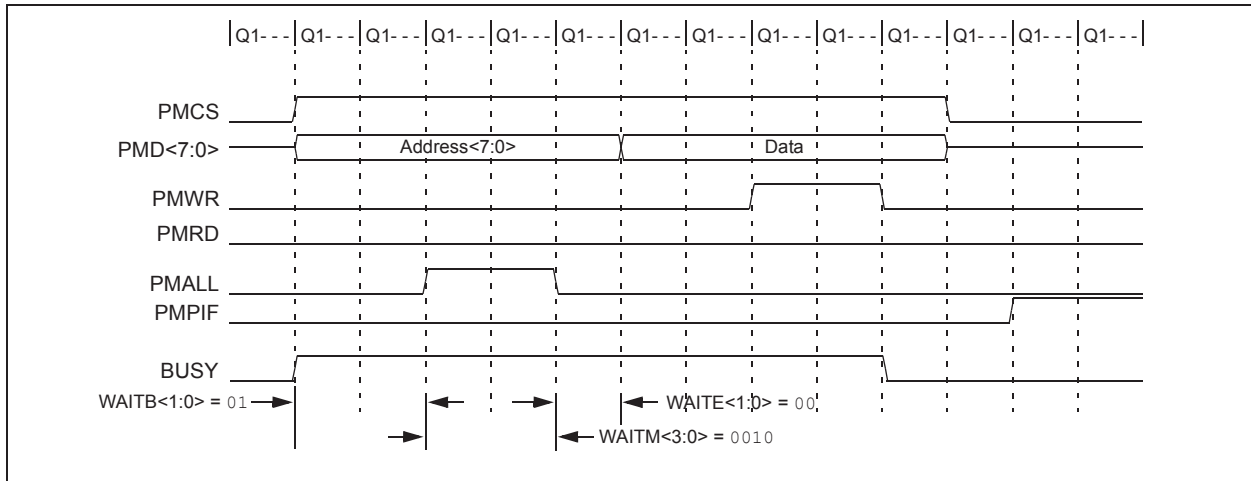 Q1--- Q1--- Q1--- Q1--- Q1--- Q1--- Q1--- Q1--- Q1--- Q1--- Q1--- Q1--- Q1--- Q1---
PMCS
PMD<7:0> Address<7:0> Data
PMWR
PMRD
PMALL
PMPIF
BUSY
WAITB<1:0> = 01 WAITE<1:0> = 00
WAITM<3:0> = 0010